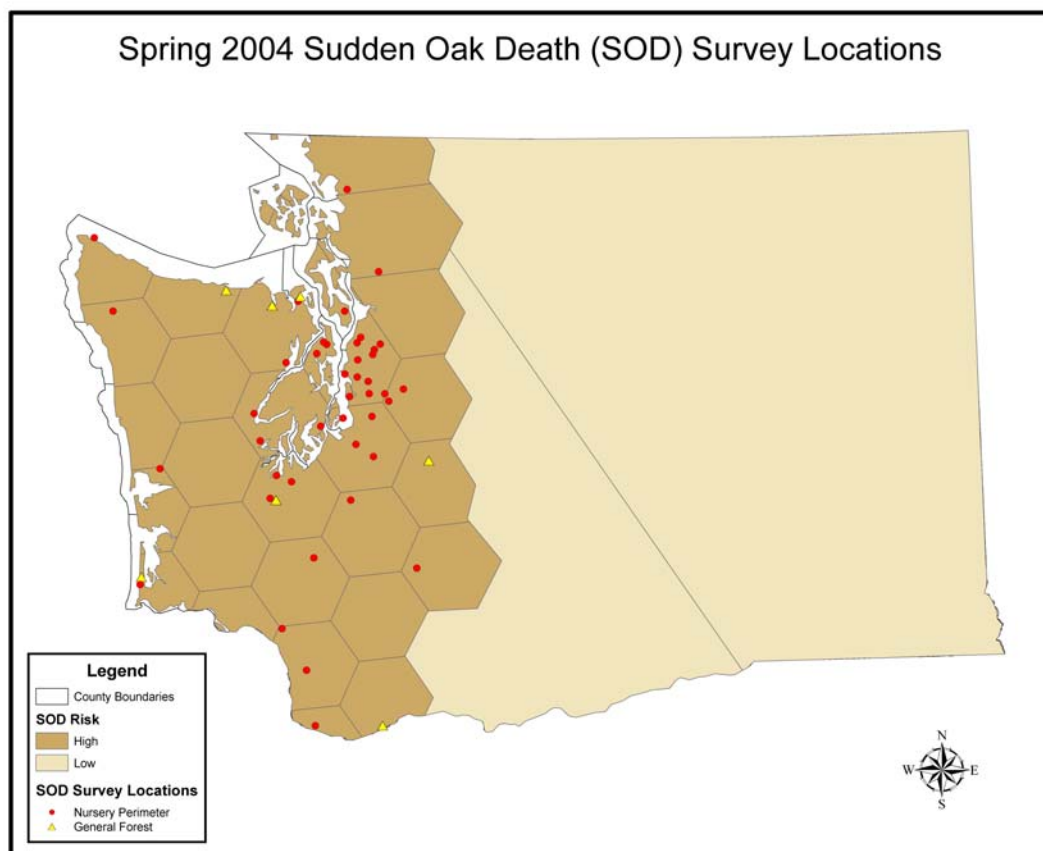 Spring 2004 Sudden Oak Death (SOD) Survey Locations
Legend
County Boundaries
SOD Risk
High
Low
SOD Survey Locations
Nursery Perimeter
General Forest
N
W E
S